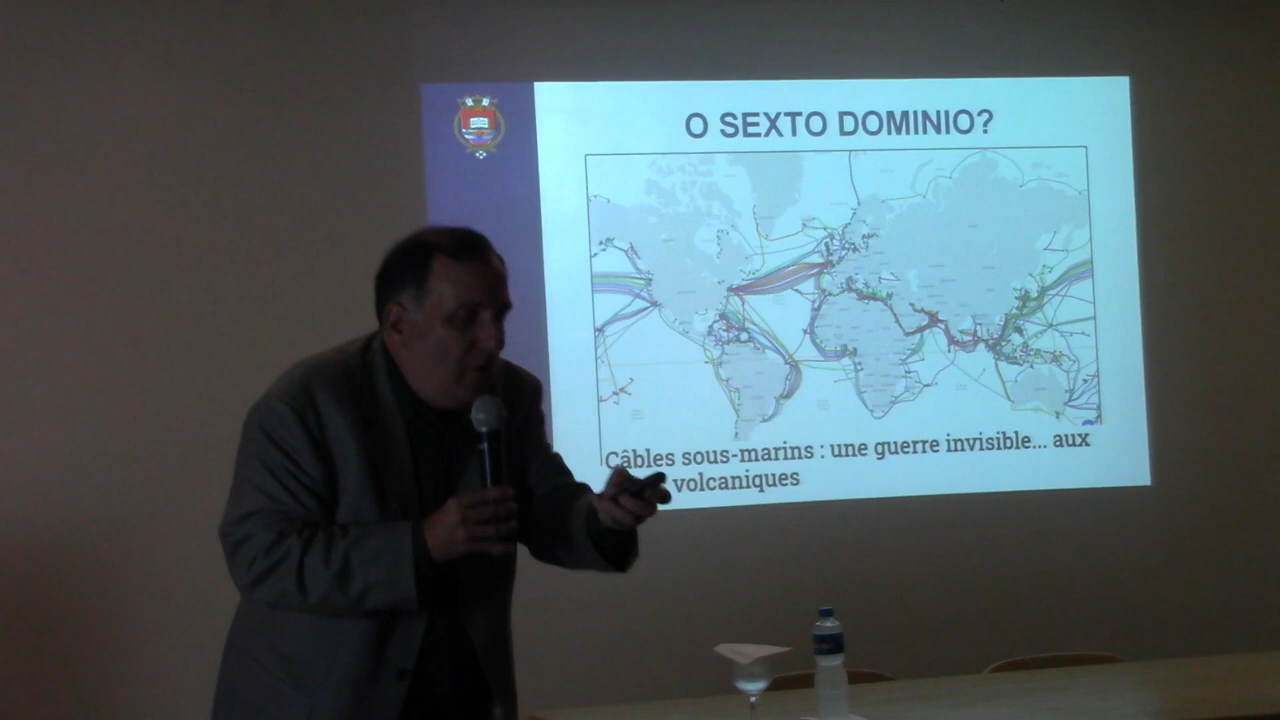 O SEXTO DOMINIO?
Câbles sous-marins : une guerre invisible... aux
volcaniques